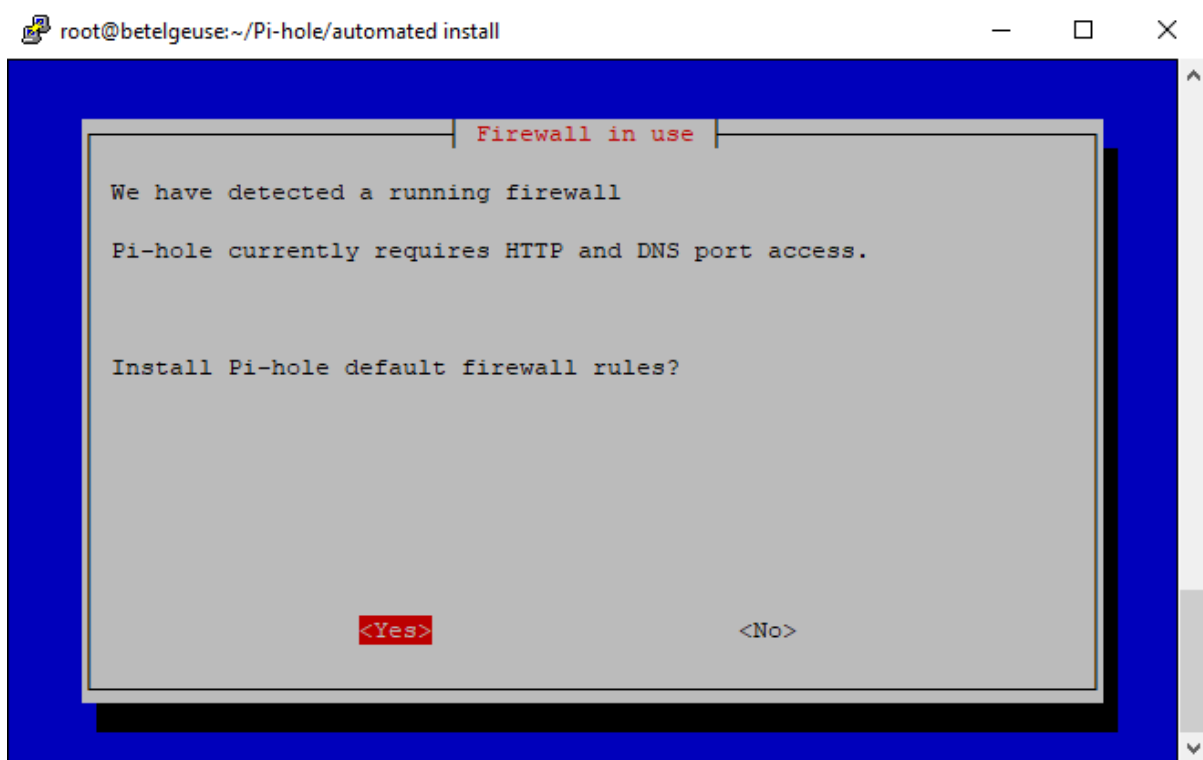 root@betelgeuse:~/Pi-hole/automated install
Firewall in use
We have detected a running firewall
Pi-hole currently requires HTTP and DNS port access.
Install Pi-hole default firewall rules?
<Yes> <No>